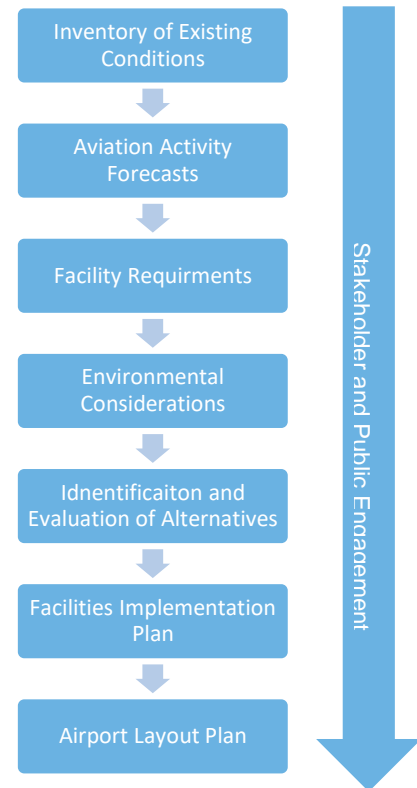 Inventory of Existing
Conditions
Aviation Activity
Forecasts
Facility Requirments
Environmental
Considerations
Idnentificaiton and
Evaluation of Alternatives
Facilities Implementation
Plan
Airport Layout Plan
Stakeholder and Public Engagement